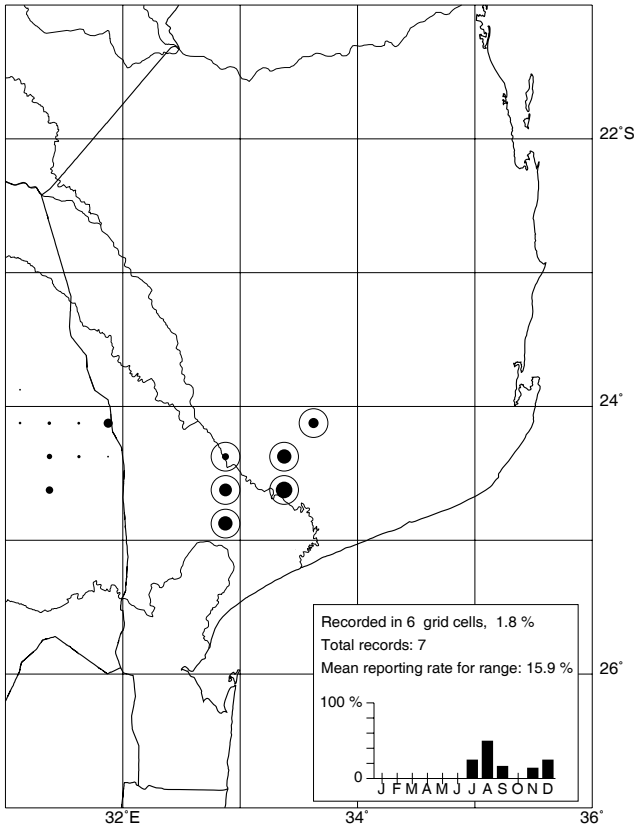 22˚S
24˚
Recorded in 6 grid cells, 1.8 %
Total records: 7
Mean reporting rate for range: 15.9 %
26˚
100 %
0
J F M A M J J A S O N D
32˚E 34˚ 36˚